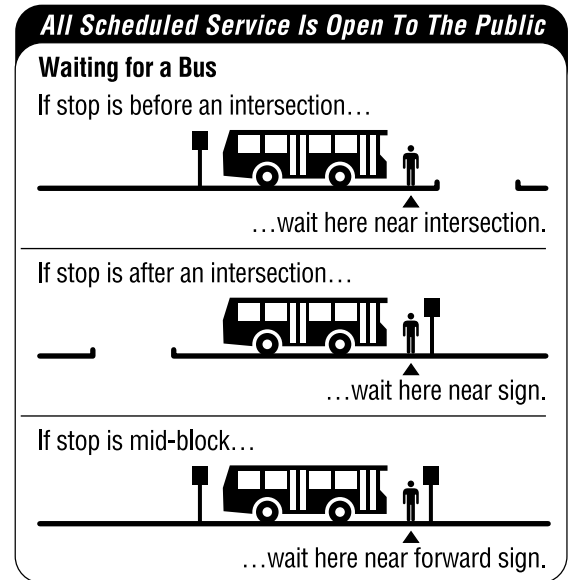 All Scheduled Service Is Open To The Public
Waiting for a Bus
If stop is before an intersection…
…wait here near intersection.
If stop is after an intersection…
…wait here near sign.
If stop is mid-block…
…wait here near forward sign.